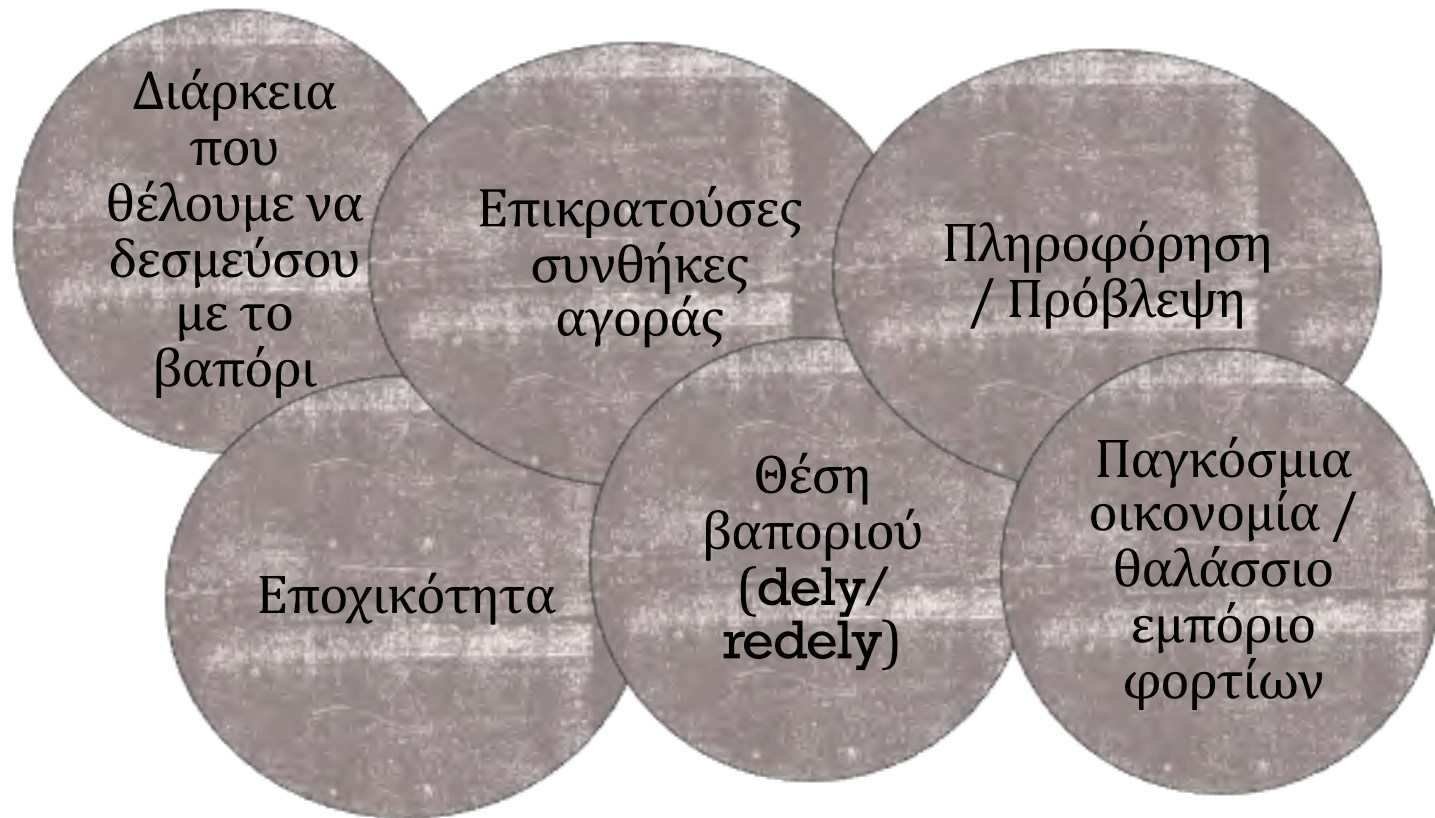 Διάρκεια
που
θέλουμε να
δεσμεύσου
με το
βαπόρι
Επικρατούσες
συνθήκες
αγοράς
Πληροφόρηση
/ Πρόβλεψη
Εποχικότητα
Θέση
βαποριού
(dely/
redely)
Παγκόσμια
οικονομία /
θαλάσσιο
εμπόριο
φορτίων